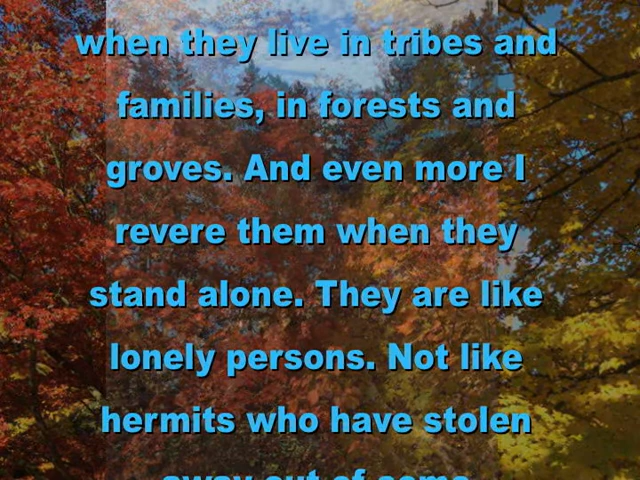 when they live in tribes and
families, in forests and
groves. And even more I
revere them when they
stand alone. They are like
lonely persons. Not like
hermits who have stolen
away out of some